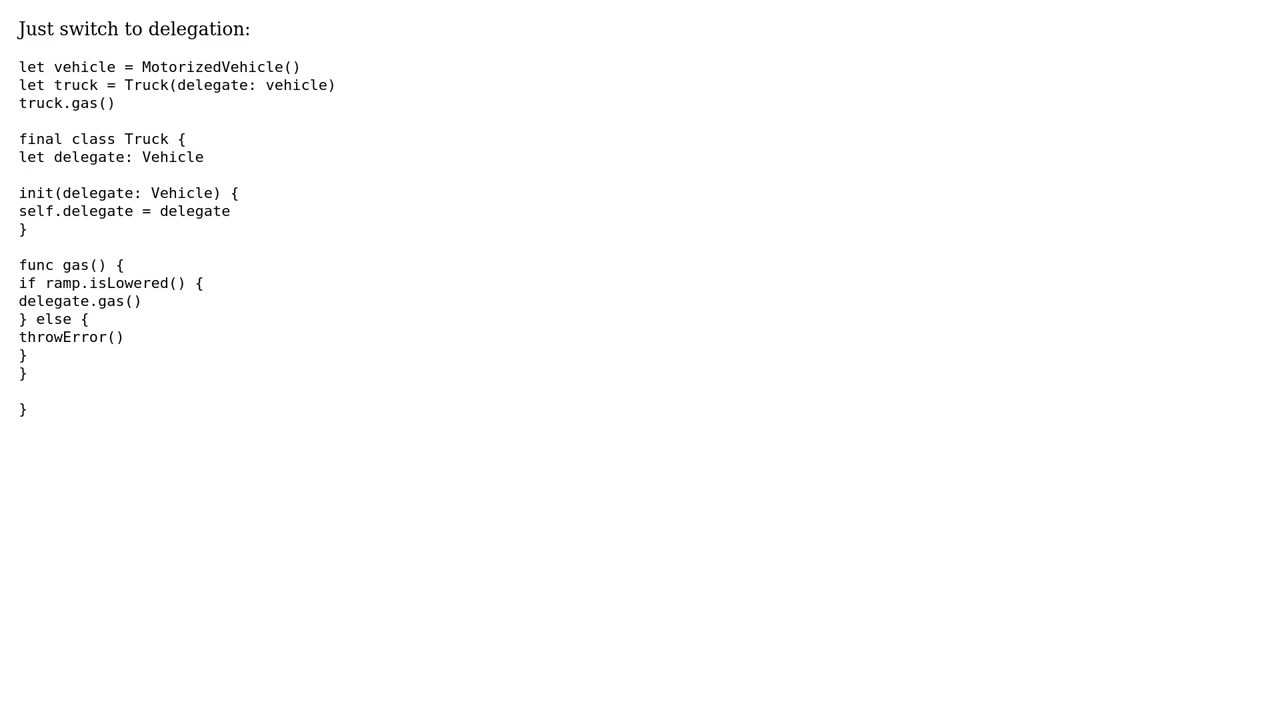 Just switch to delegation:
let vehicle = MotorizedVehicle()
let truck = Truck(delegate: vehicle)
truck.gas()
final class Truck {
let delegate: Vehicle
init(delegate: Vehicle) {
self.delegate = delegate
}
func gas() {
if ramp.isLowered() {
delegate.gas()
} else {
throwError()
}
}
}